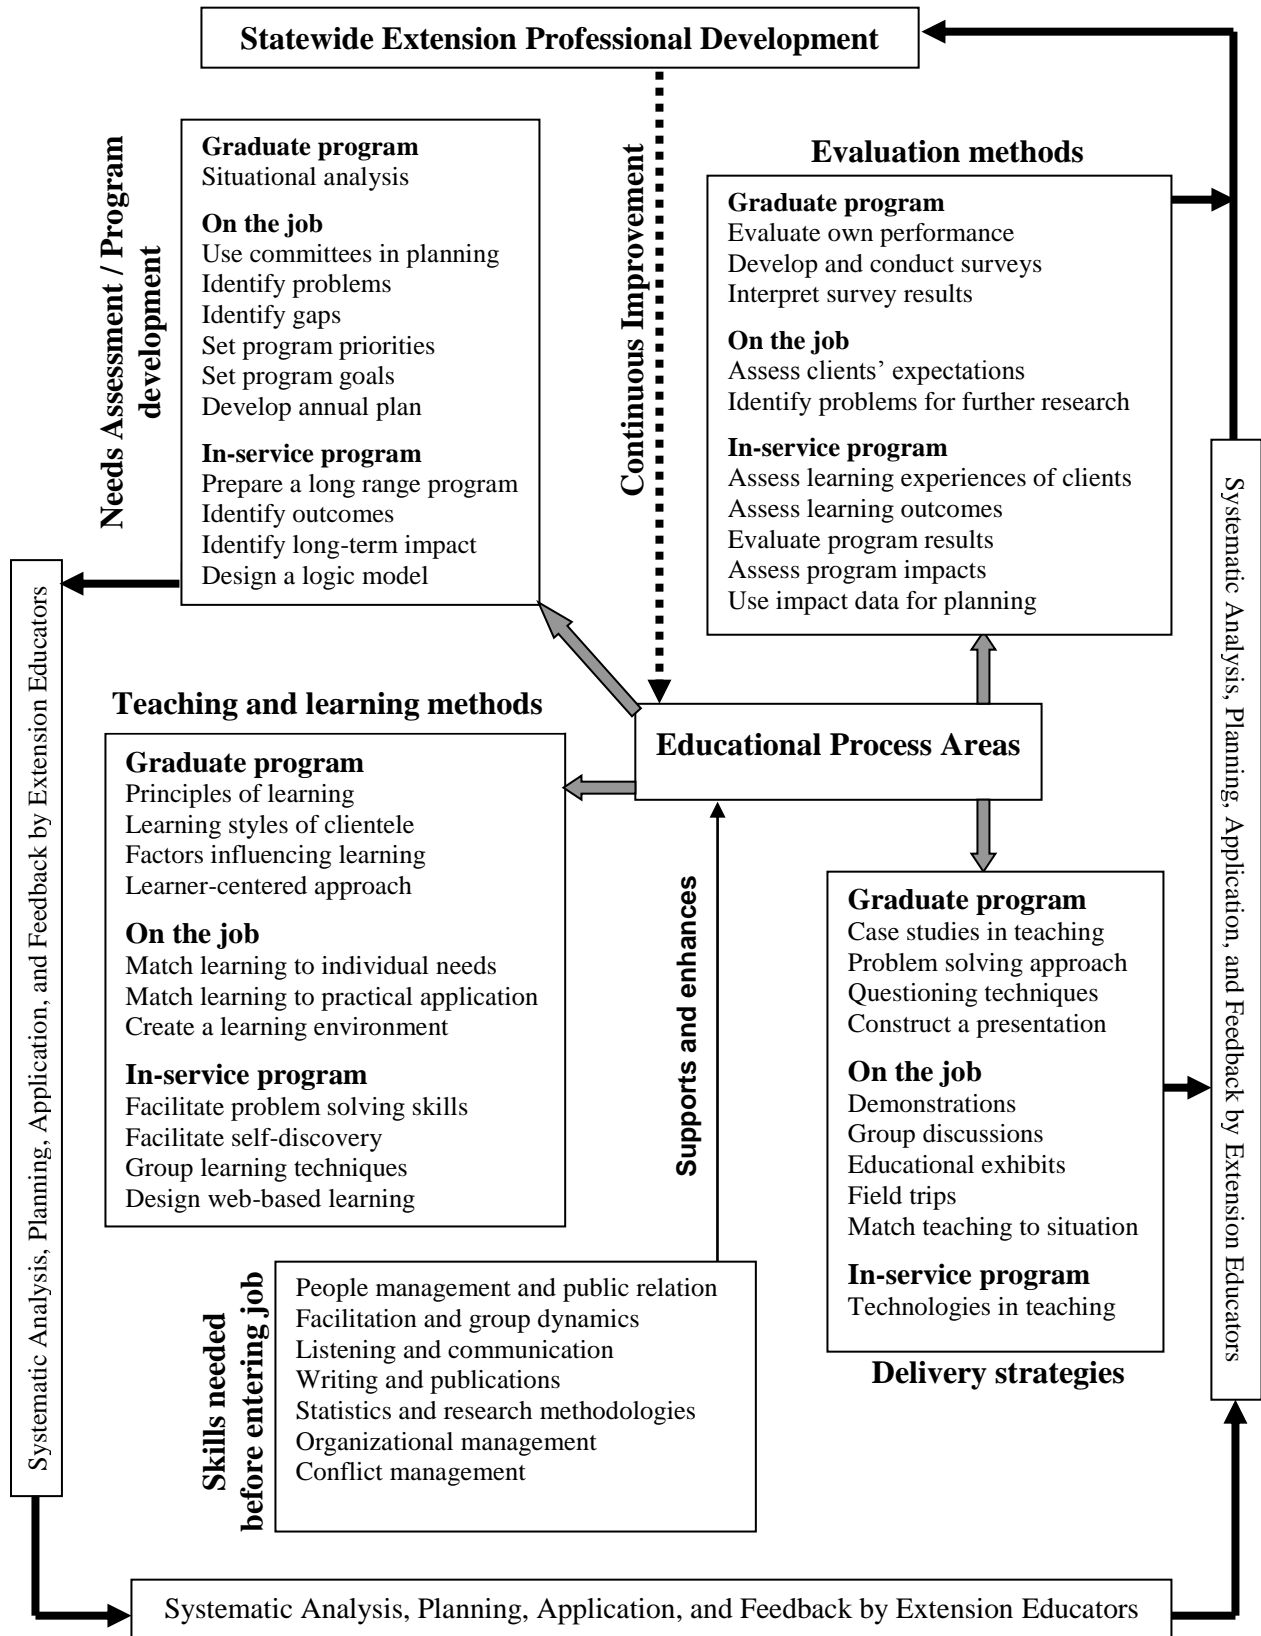 Statewide Extension Professional Development
Needs Assessment / Program
development
Graduate program
Situational analysis
On the job
Use committees in planning
Identify problems
Identify gaps
Set program priorities
Set program goals
Develop annual plan
In-service program
Prepare a long range program
Identify outcomes
Identify long-term impact
Design a logic model
Continuous Improvement
Evaluation methods
Graduate program
Evaluate own performance
Develop and conduct surveys
Interpret survey results
On the job
Assess clients’ expectations
Identify problems for further research
In-service program
Assess learning experiences of clients
Assess learning outcomes
Evaluate program results
Assess program impacts
Use impact data for planning
Systematic Analysis, Planning, Application, and Feedback by Extension Educators
Teaching and learning methods
Graduate program
Principles of learning
Learning styles of clientele
Factors influencing learning
Learner-centered approach
On the job
Match learning to individual needs
Match learning to practical application
Create a learning environment
In-service program
Facilitate problem solving skills
Facilitate self-discovery
Group learning techniques
Design web-based learning
Educational Process Areas
Supports and enhances
Graduate program
Case studies in teaching
Problem solving approach
Questioning techniques
Construct a presentation
On the job
Demonstrations
Group discussions
Educational exhibits
Field trips
Match teaching to situation
In-service program
Technologies in teaching
Delivery strategies
Systematic Analysis, Planning, Application, and Feedback by Extension Educators
Skills needed
before entering job
People management and public relation
Facilitation and group dynamics
Listening and communication
Writing and publications
Statistics and research methodologies
Organizational management
Conflict management
Systematic Analysis, Planning, Application, and Feedback by Extension Educators